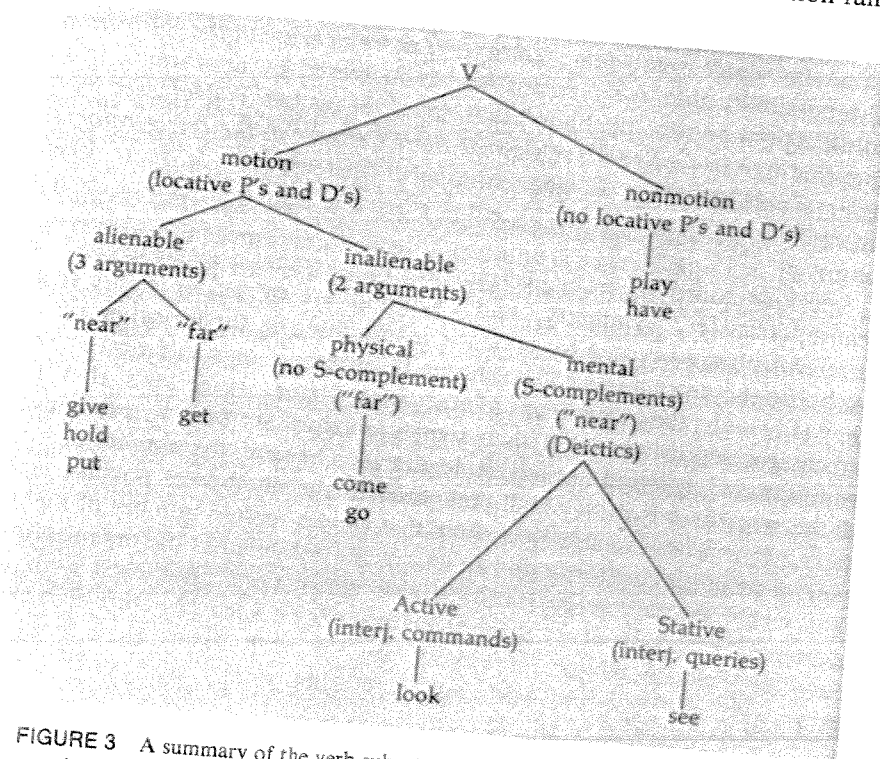 V
motion
(locative P's and D's)
nonmotion
(no locative P's and D's)
alienable
(3 arguments)
inalienable
(2 arguments)
play
have
"near"
"far"
physical
(no S-complement)
("far")
mental
(S-complements)
("near")
(Deictics)
give
hold
put
get
come
go
Active
(interj. commands)
Stative
(interj. queries)
look
see
FIGURE 3 A summary of the verb